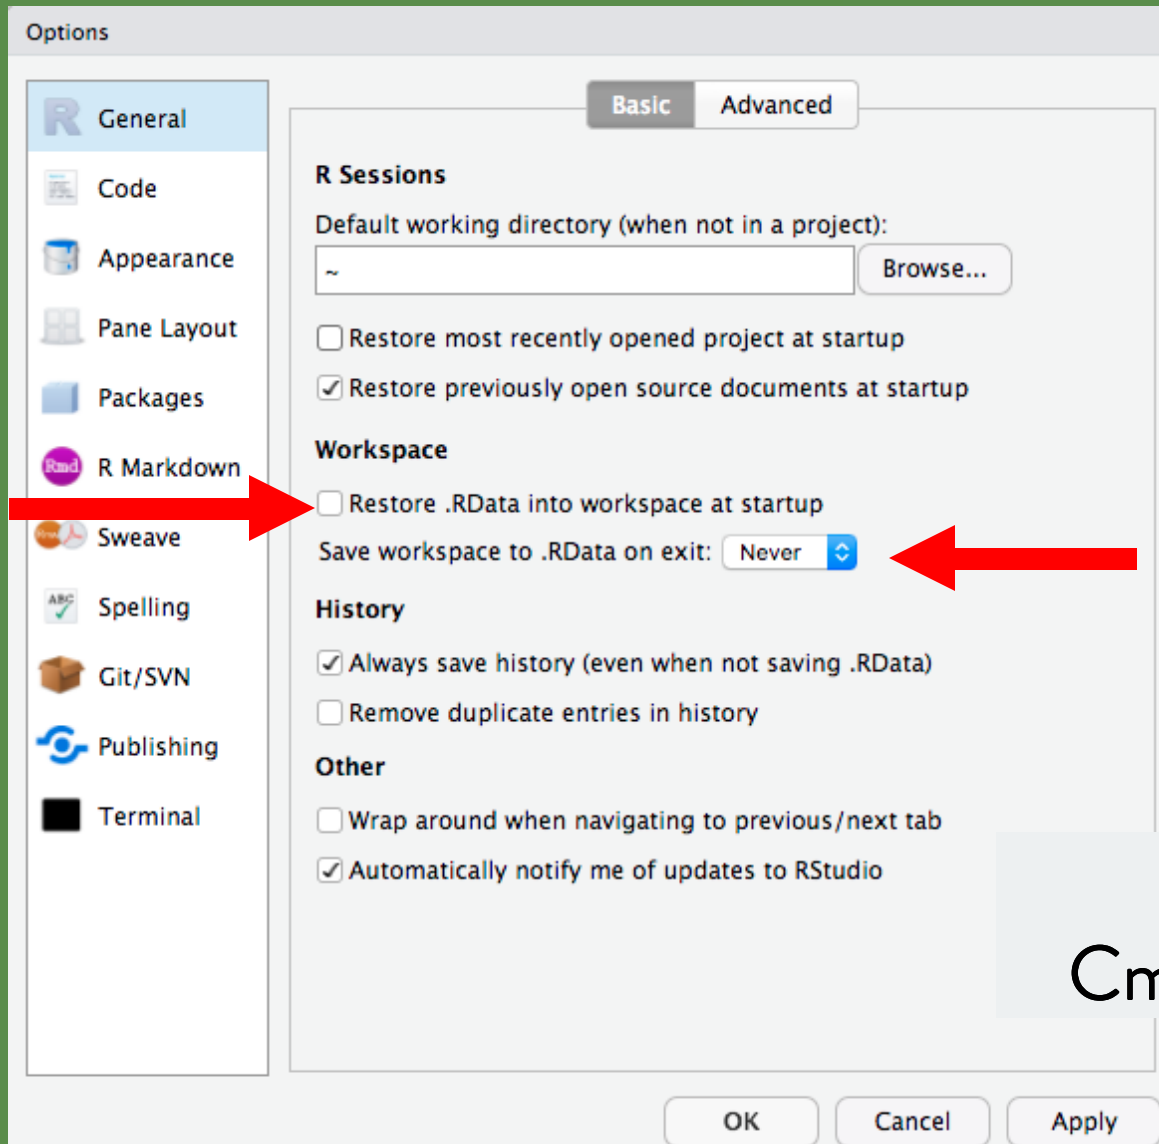 Options
General
Code
Appearance
Pane Layout
Packages
R Markdown
Sweave
Spelling
Git/SVN
Publishing
Terminal
Basic Advanced
R Sessions
Default working directory (when not in a project):
~ Browse...
Restore most recently opened project at startup
Restore previously open source documents at startup
Workspace
Restore .RData into workspace at startup
Save workspace to .RData on exit: Never
History
Always save history (even when not saving .RData)
Remove duplicate entries in history
Other
Wrap around when navigating to previous/next tab
Automatically notify me of updates to RStudio
OK Cancel Apply